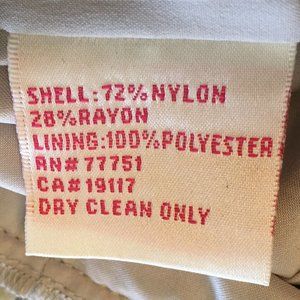 SHELL:72%NYLON
28%RAYON
LINING:100%POLYESTER
RN#77751
CA#19117
DRY CLEAN ONLY